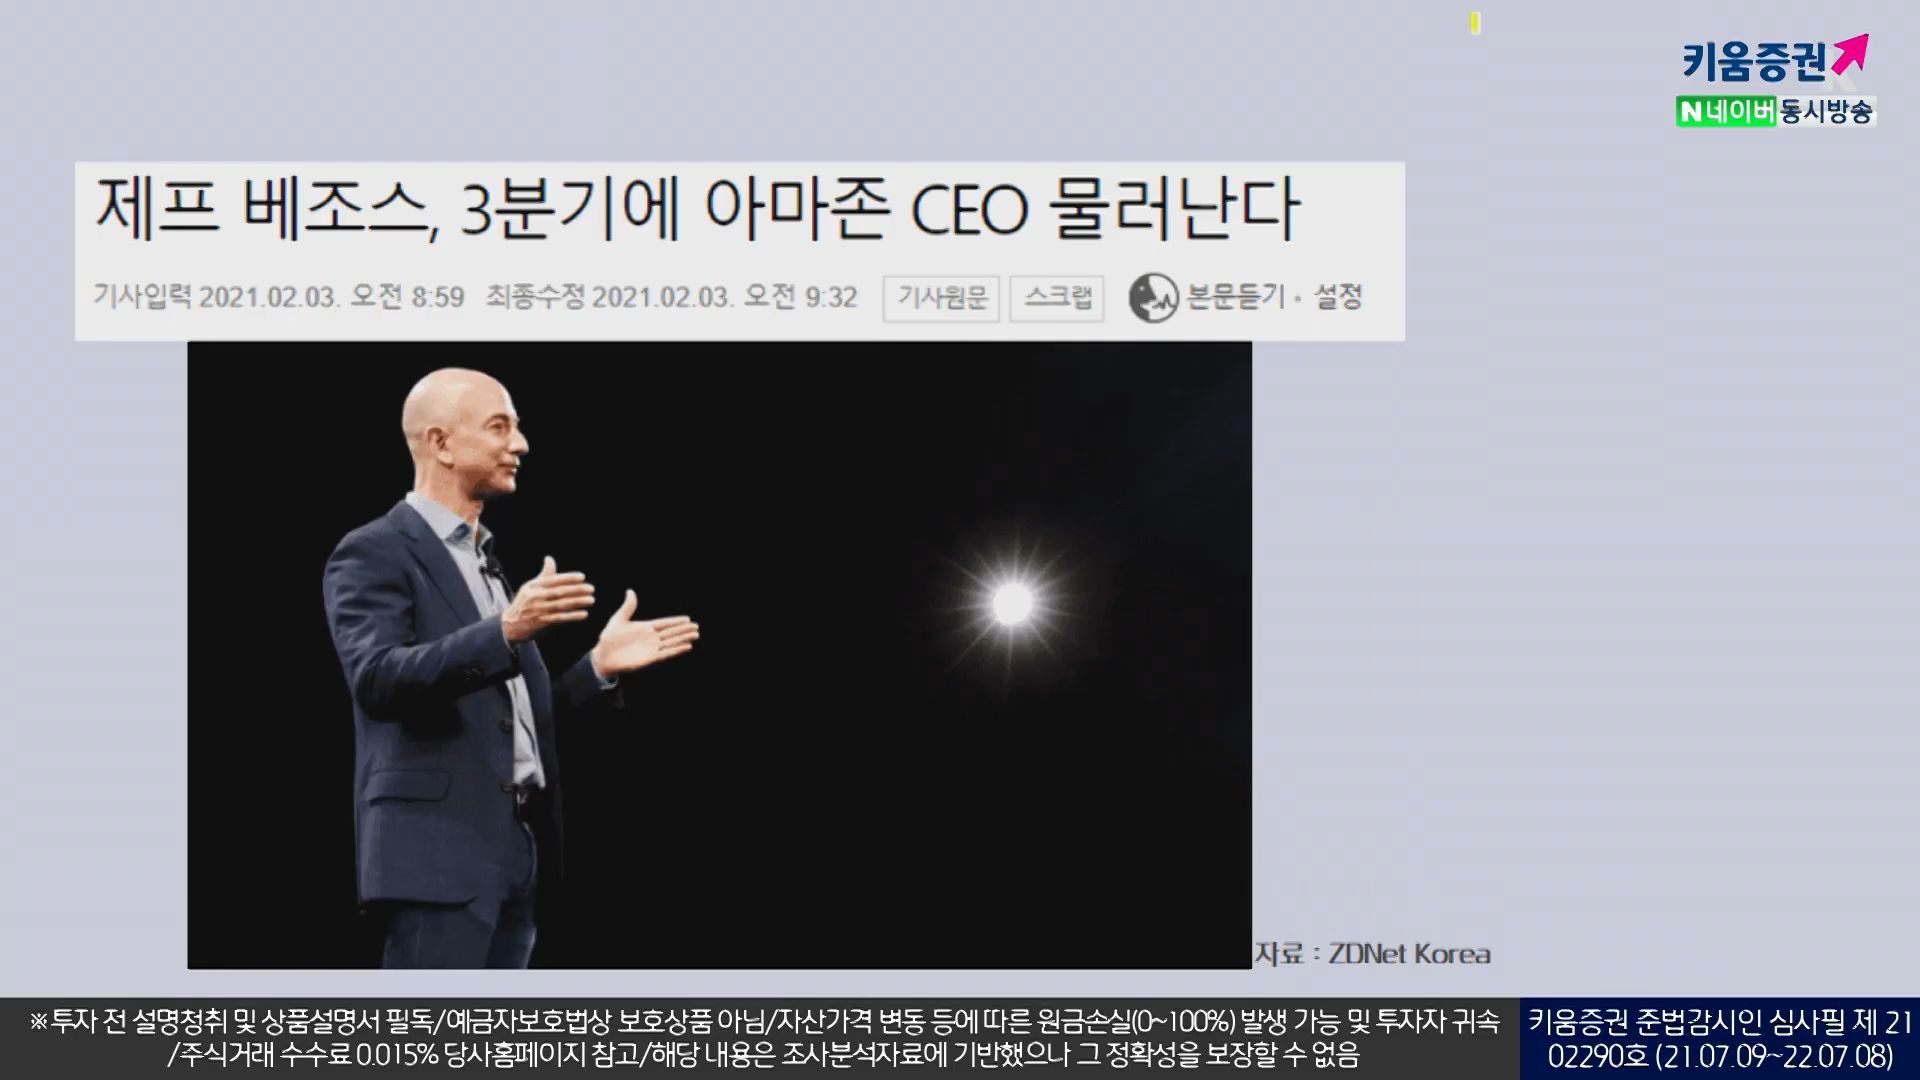 키움증권
N 네이버 동시방송
제프 베조스, 3분기에 아마존 CEO 물러난다
기사입력 2021.02.03. 오전 8:59 최종수정 2021.02.03. 오전 9:32 기사원문 스크랩 본문듣기 · 설정
자료 : ZDNet Korea
※투자 전 설명청취 및 상품설명서 필독/예금자보호법상 보호상품 아님/자산가격 변동 등에 따른 원금손실(0~100%) 발생 가능 및 투자자 귀속
/주식거래 수수료 0.015% 당사홈페이지 참고/해당 내용은 조사분석자료에 기반했으나 그 정확성을 보장할 수 없음
키움증권 준법감시인 심사필 제 21
02290호 (21.07.09~22.07.08)